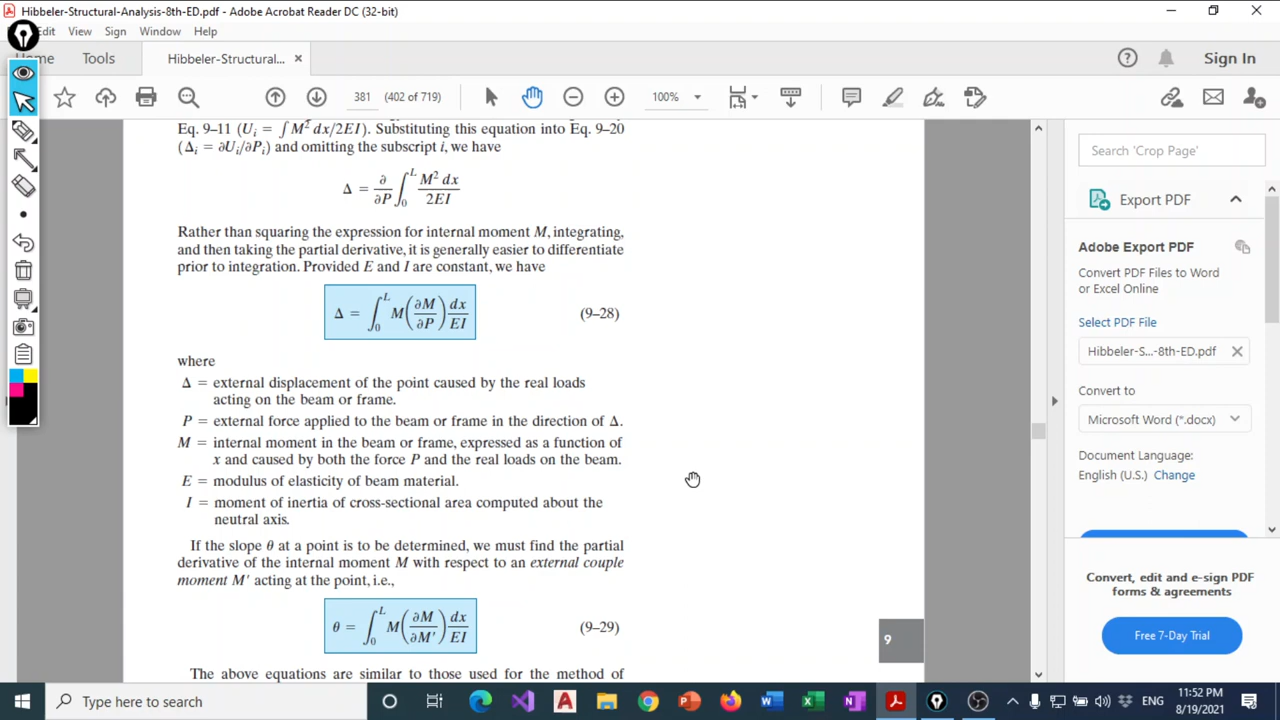 Hibbeler-Structural-Analysis-8th-ED.pdf - Adobe Acrobat Reader DC (32-bit)
Edit View Sign Window Help
Home Tools Hibbeler-Structural... × Sign In
381 (402 of 719) 100%
Eq. 9–11 (Uᵢ = ∫M² dx/2EI). Substituting this equation into Eq. 9–20
(Δᵢ = ∂Uᵢ/∂Pᵢ) and omitting the subscript i, we have
Δ = ∂/∂P ∫₀ᴸ M² dx/2EI
Rather than squaring the expression for internal moment M, integrating,
and then taking the partial derivative, it is generally easier to differentiate
prior to integration. Provided E and I are constant, we have
Δ = ∫₀ᴸ M(∂M/∂P) dx/EI (9–28)
where
Δ = external displacement of the point caused by the real loads
acting on the beam or frame.
P = external force applied to the beam or frame in the direction of Δ.
M = internal moment in the beam or frame, expressed as a function of
x and caused by both the force P and the real loads on the beam.
E = modulus of elasticity of beam material.
I = moment of inertia of cross-sectional area computed about the
neutral axis.
If the slope θ at a point is to be determined, we must find the partial
derivative of the internal moment M with respect to an external couple
moment M′ acting at the point, i.e.,
θ = ∫₀ᴸ M(∂M/∂M′) dx/EI (9–29)
9
The above equations are similar to those used for the method of
Search 'Crop Page'
Export PDF
Adobe Export PDF
Convert PDF Files to Word
or Excel Online
Select PDF File
Hibbeler-S...-8th-ED.pdf
Convert to
Microsoft Word (*.docx)
Document Language:
English (U.S.) Change
Convert, edit and e-sign PDF
forms & agreements
Free 7-Day Trial
Type here to search
ENG
11:52 PM
8/19/2021